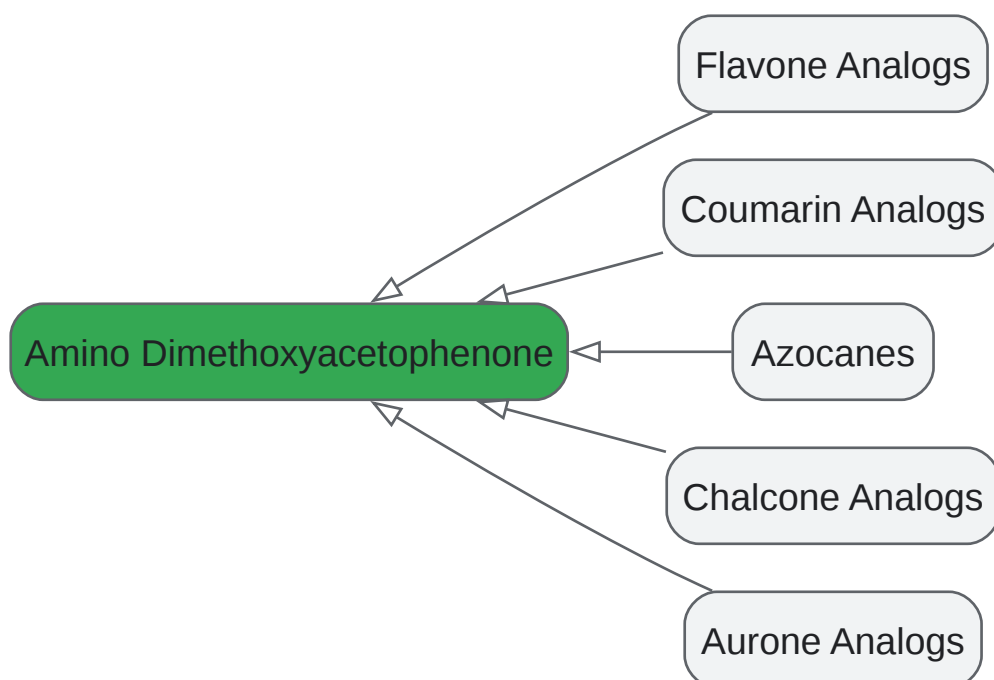 Flavone Analogs
Coumarin Analogs
Amino Dimethoxyacetophenone
Azocanes
Chalcone Analogs
Aurone Analogs